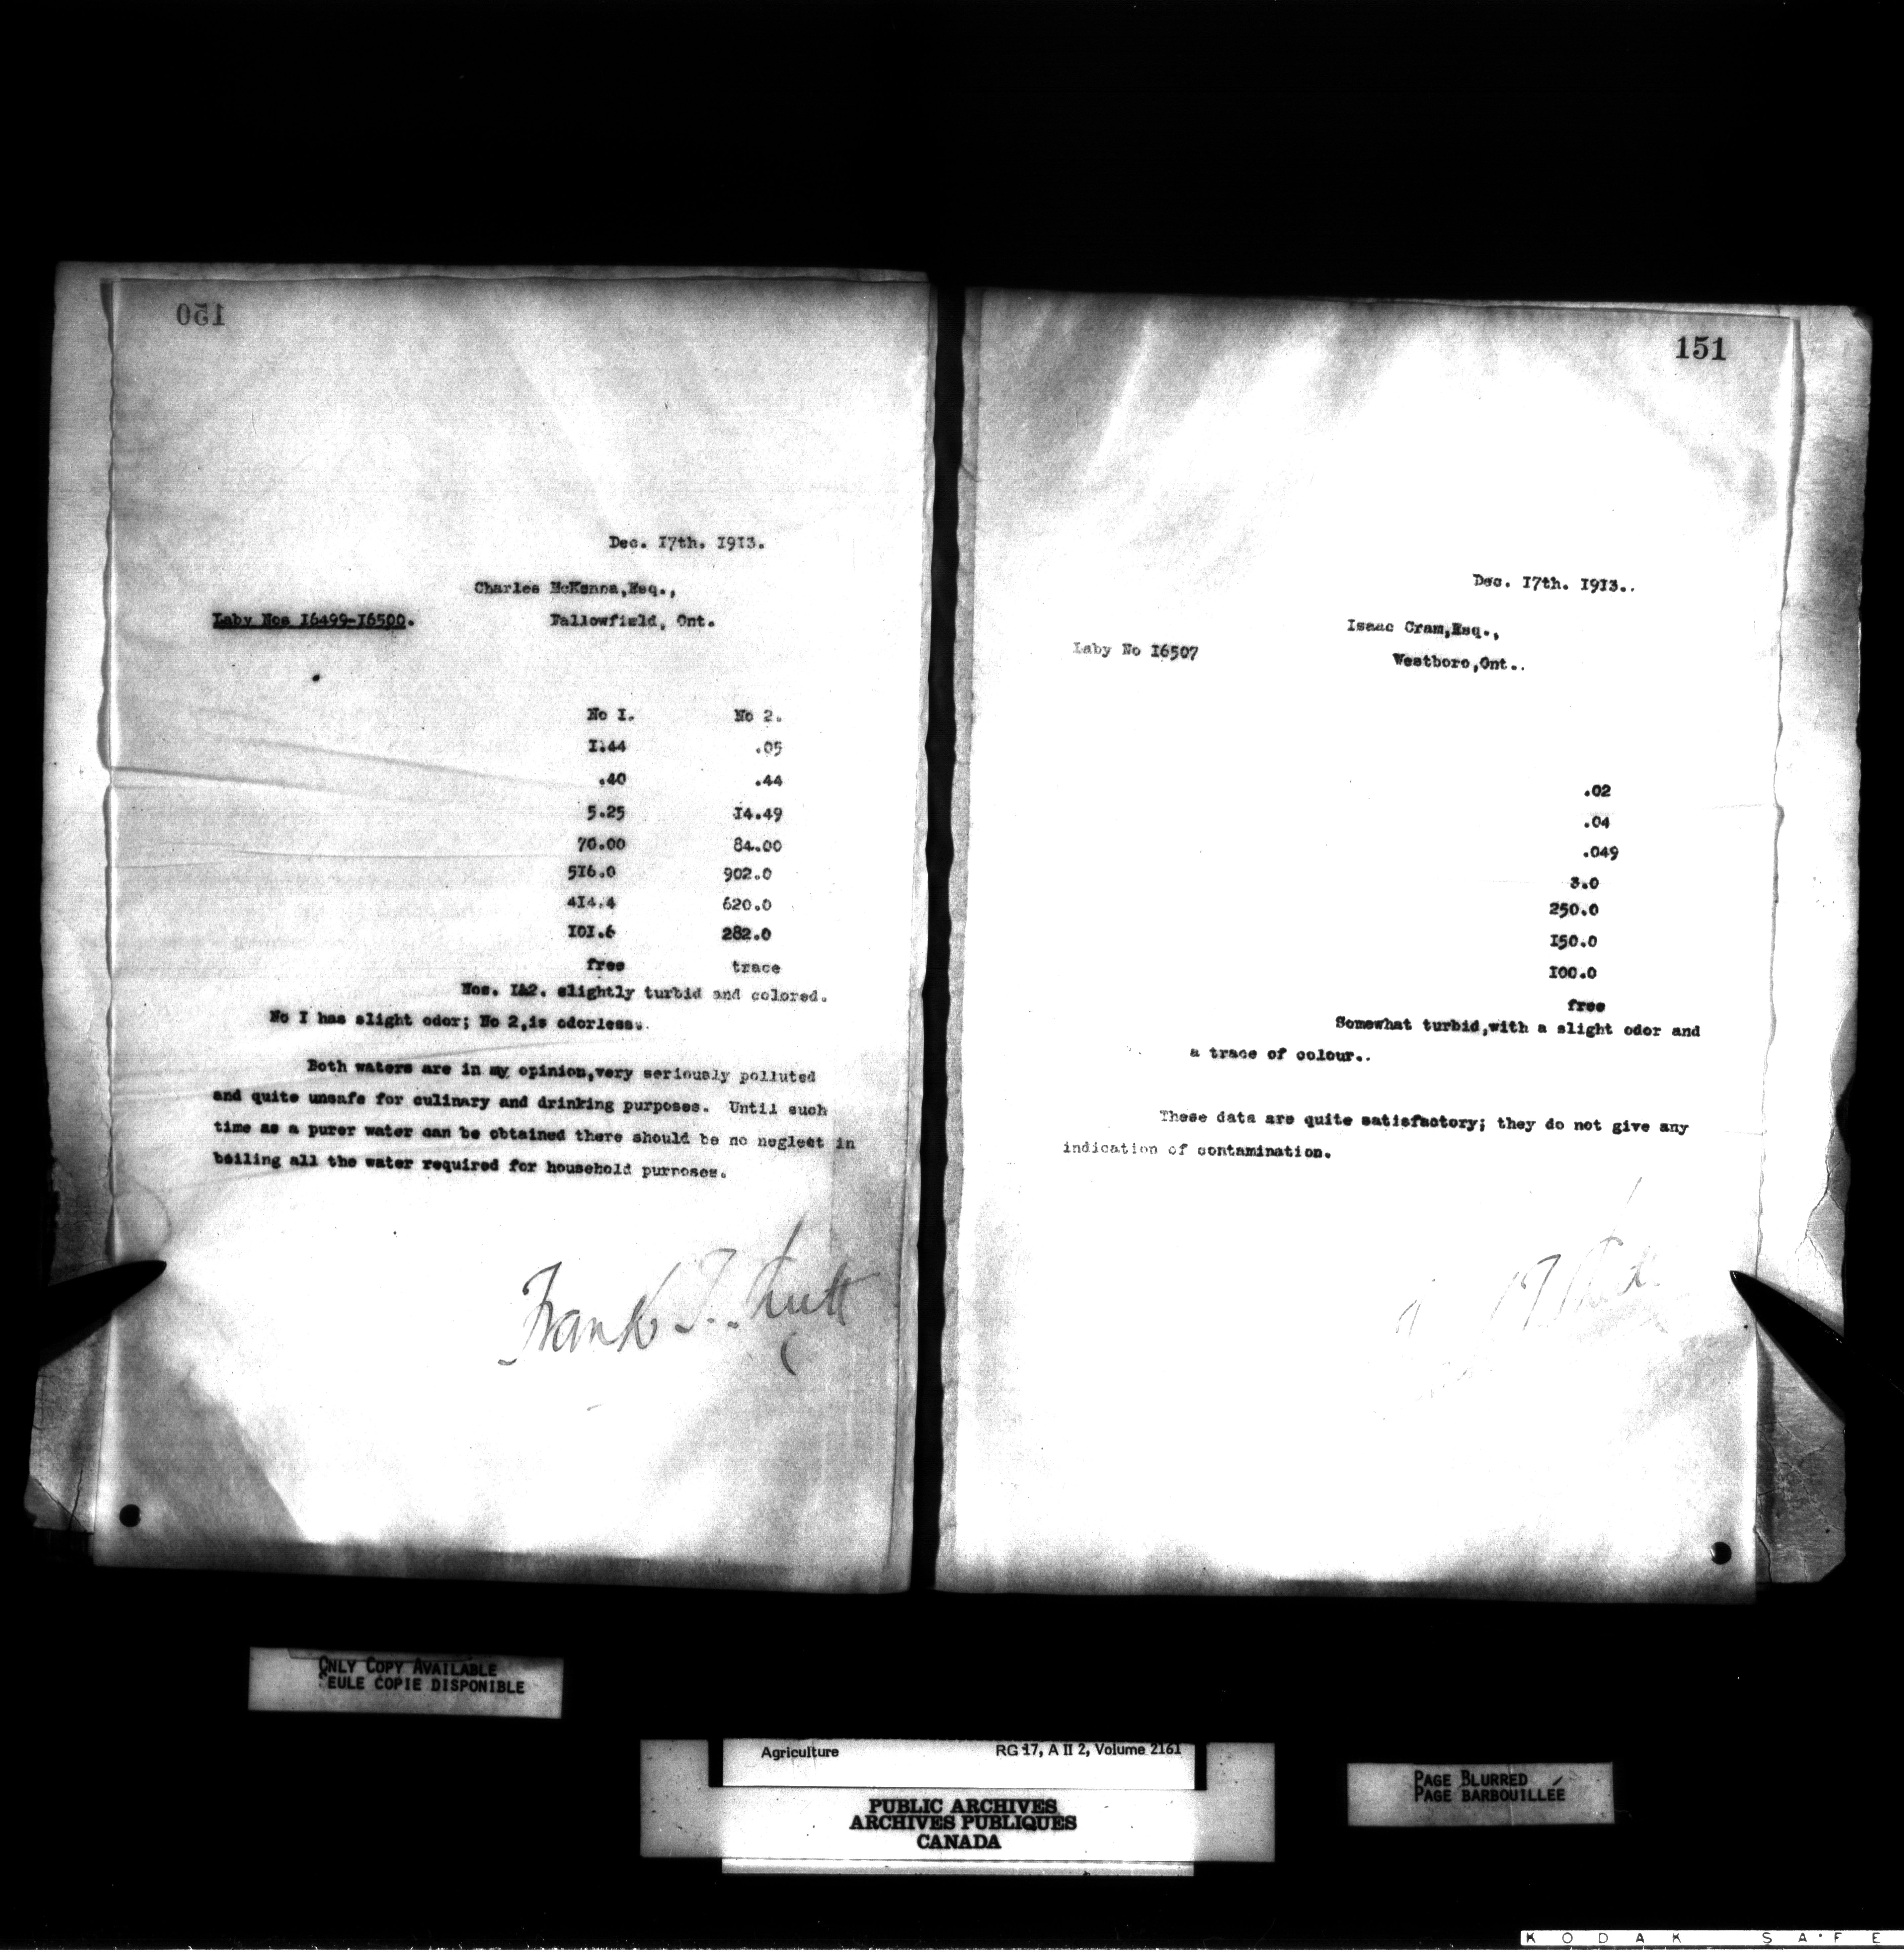 150
Dec. 17th. 1913.
Charles McKenna,Esq.,
Laby Nos 16499-16500.
Fallowfield, Ont.
No I. No 2.
1.44 .05
.40 .44
5.25 14.49
70.00 84.00
516.0 902.0
414.4 620.0
101.6 282.0
free trace
Nos. 1&2. slightly turbid and colored.
No I has slight odor; No 2,is odorless.
Both waters are in my opinion,very seriously polluted
and quite unsafe for culinary and drinking purposes. Until such
time as a purer water can be obtained there should be no neglect in
boiling all the water required for household purposes.
Frank T. Shutt
151
Dec. 17th. 1913..
Isaac Cram,Esq.,
Laby No 16507
Westboro,Ont..
.02
.04
.049
3.0
250.0
150.0
100.0
free
Somewhat turbid,with a slight odor and
a trace of colour..
These data are quite satisfactory; they do not give any
indication of contamination.
ONLY COPY AVAILABLE
EULE COPIE DISPONIBLE
Agriculture RG 17, A II 2, Volume 2161
PUBLIC ARCHIVES
ARCHIVES PUBLIQUES
CANADA
PAGE BLURRED
PAGE BARBOUILLÉE
KODAK SAFE